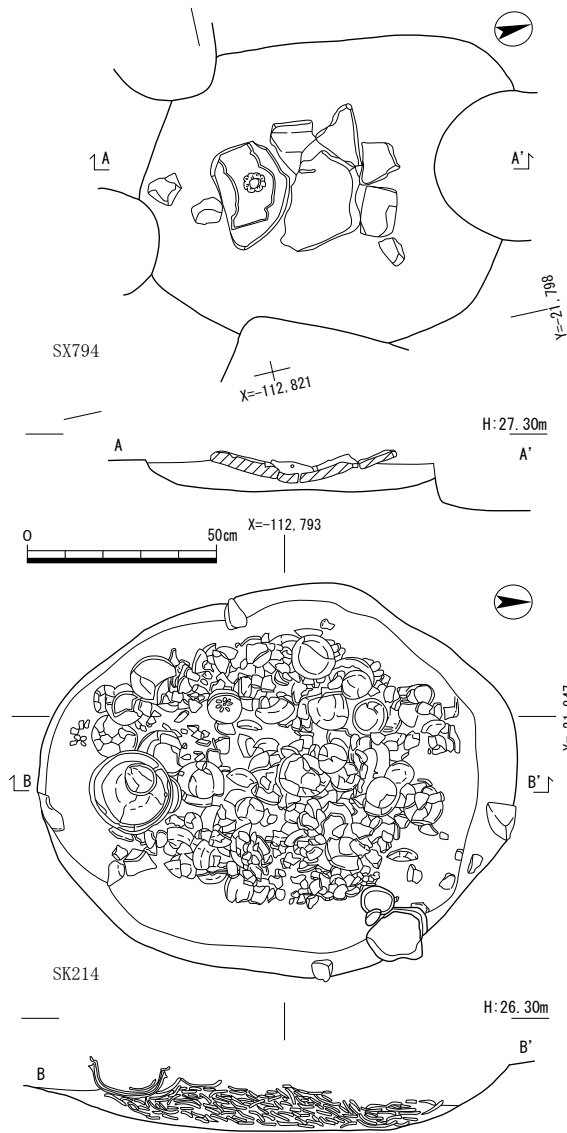 A
A'
Y=-21,798
SX794
X=-112,821
H:27.30m
A
A'
0
50cm
X=-112,793
B
B'
SK214
H:26.30m
B
B'